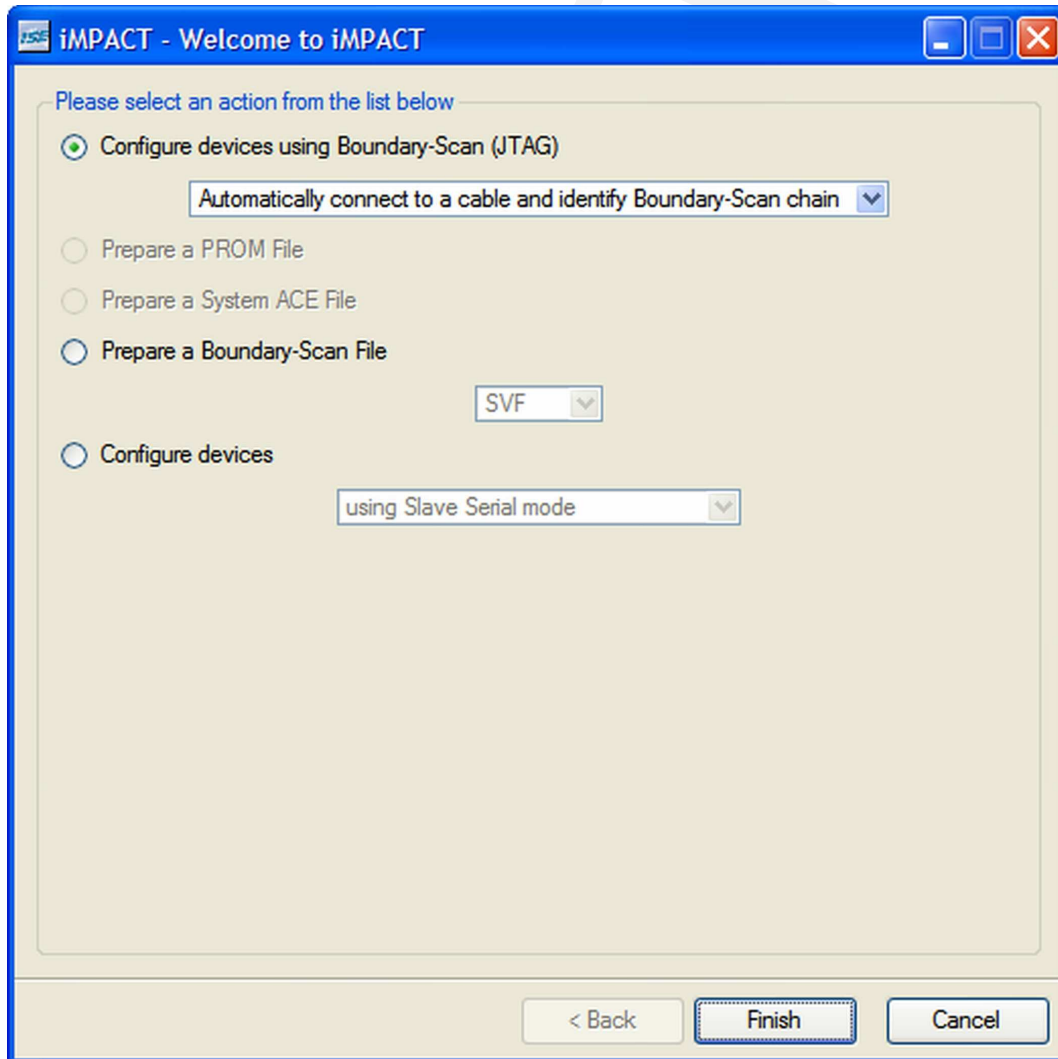 ISE iMPACT - Welcome to iMPACT
Please select an action from the list below
Configure devices using Boundary-Scan (JTAG)
Automatically connect to a cable and identify Boundary-Scan chain
Prepare a PROM File
Prepare a System ACE File
Prepare a Boundary-Scan File
SVF
Configure devices
using Slave Serial mode
< Back Finish Cancel